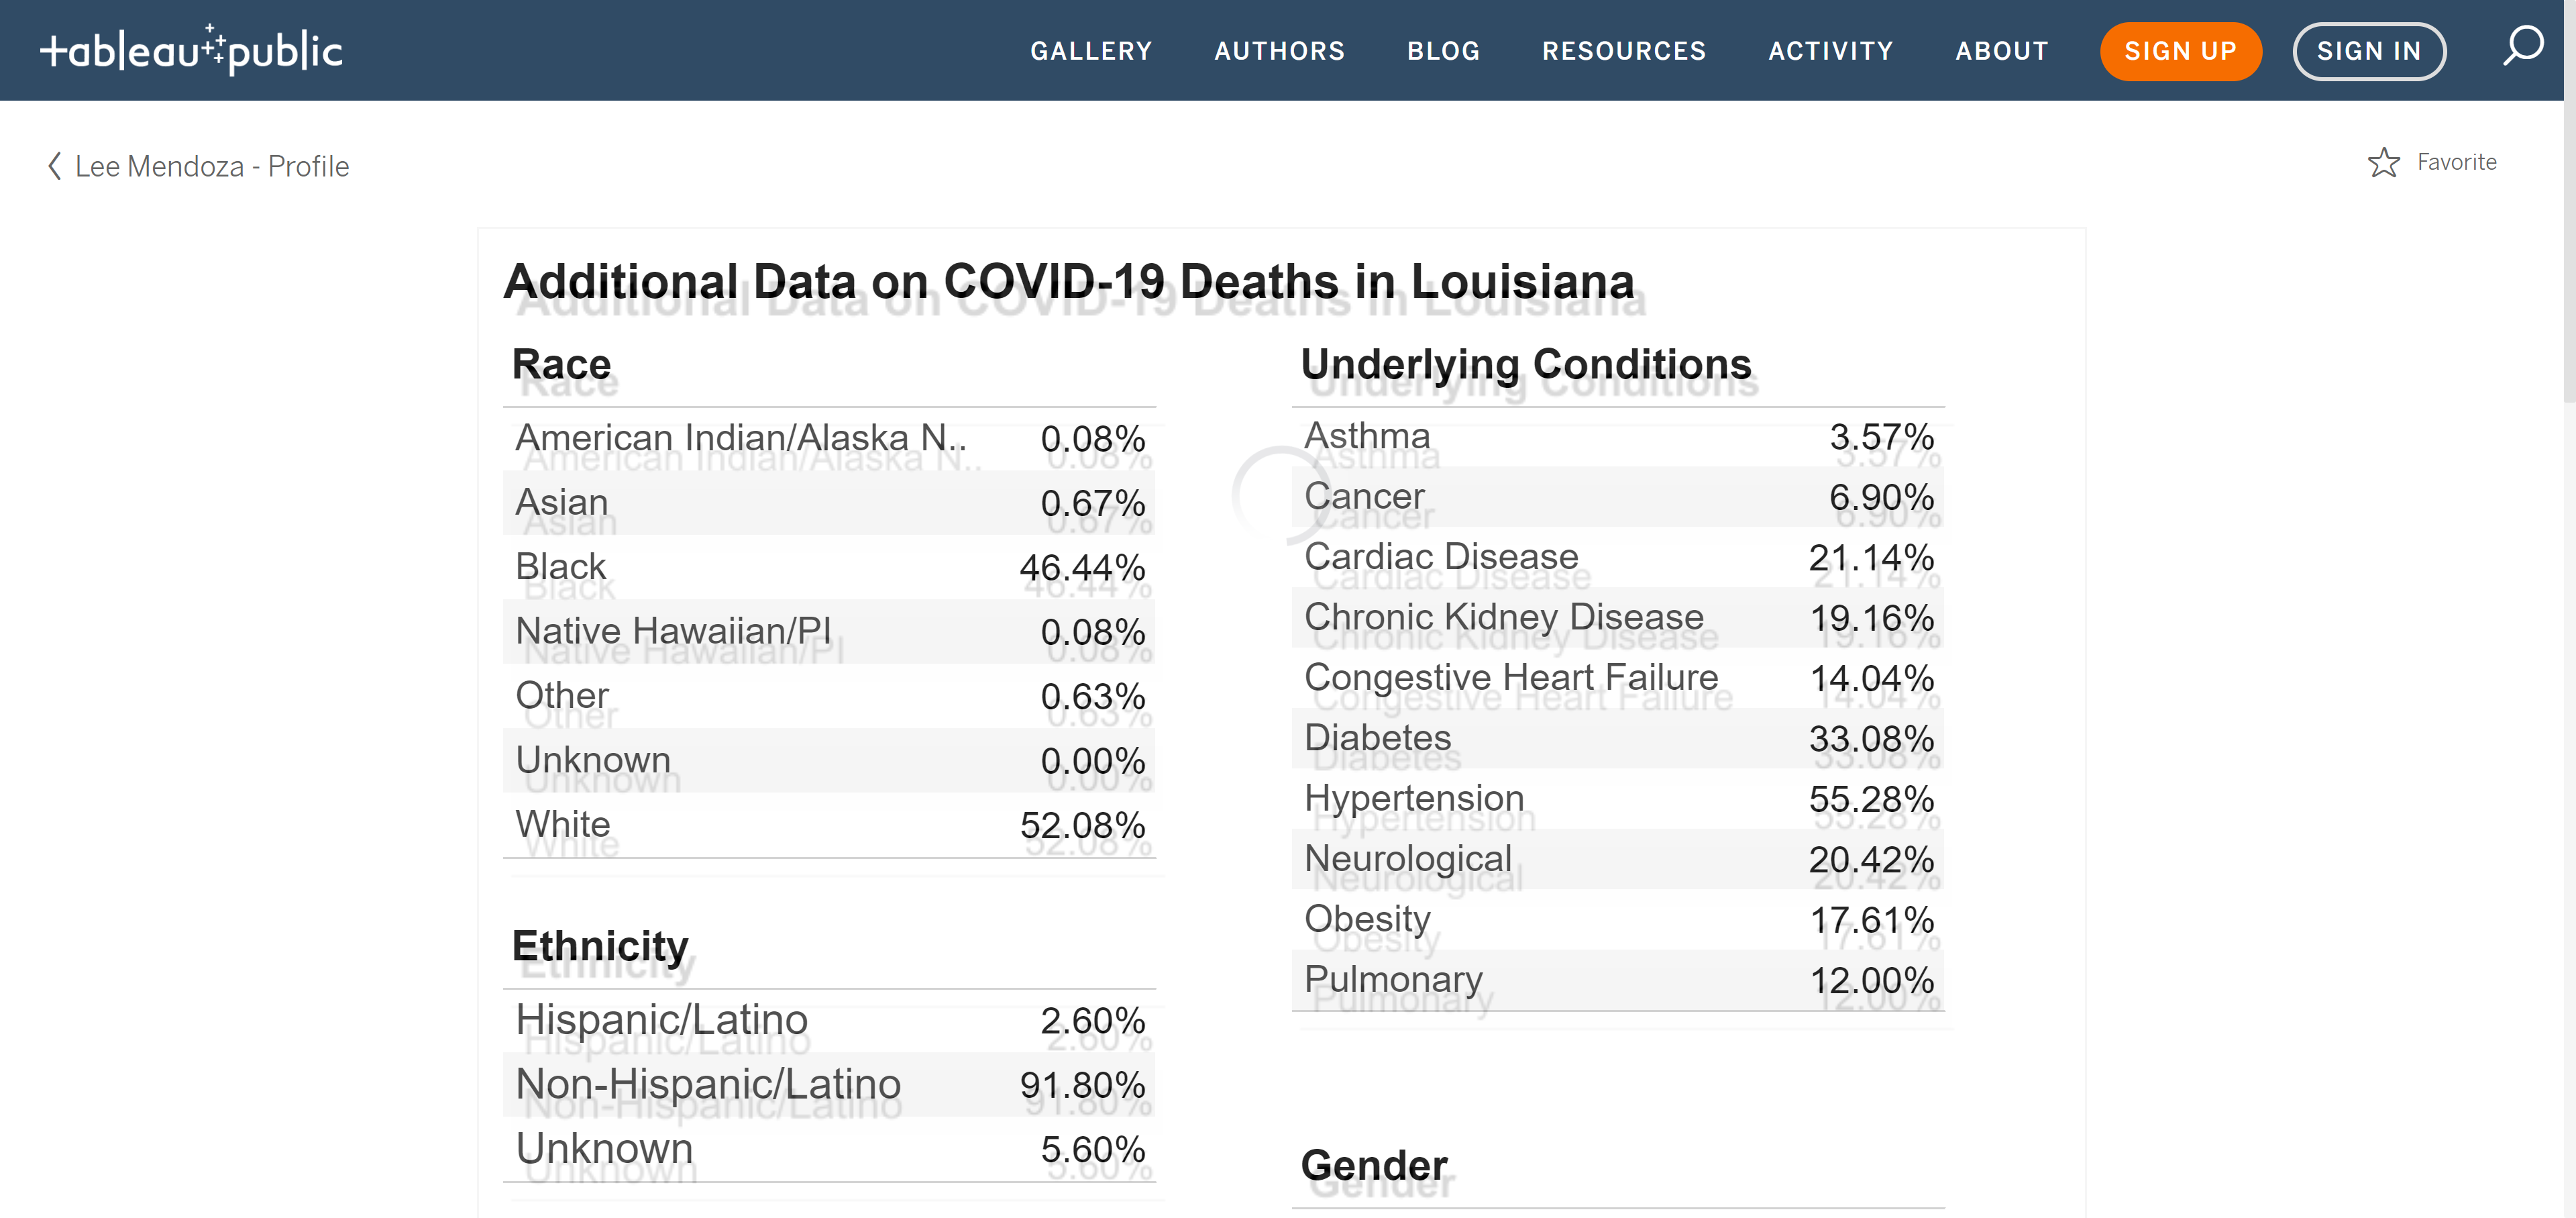 tableau public
GALLERY AUTHORS BLOG RESOURCES ACTIVITY ABOUT SIGN UP SIGN IN
Lee Mendoza - Profile
Favorite
Additional Data on COVID-19 Deaths in Louisiana
Race
American Indian/Alaska N.. 0.08%
Asian 0.67%
Black 46.44%
Native Hawaiian/PI 0.08%
Other 0.63%
Unknown 0.00%
White 52.08%
Ethnicity
Hispanic/Latino 2.60%
Non-Hispanic/Latino 91.80%
Unknown 5.60%
Underlying Conditions
Asthma 3.57%
Cancer 6.90%
Cardiac Disease 21.14%
Chronic Kidney Disease 19.16%
Congestive Heart Failure 14.04%
Diabetes 33.08%
Hypertension 55.28%
Neurological 20.42%
Obesity 17.61%
Pulmonary 12.00%
Gender